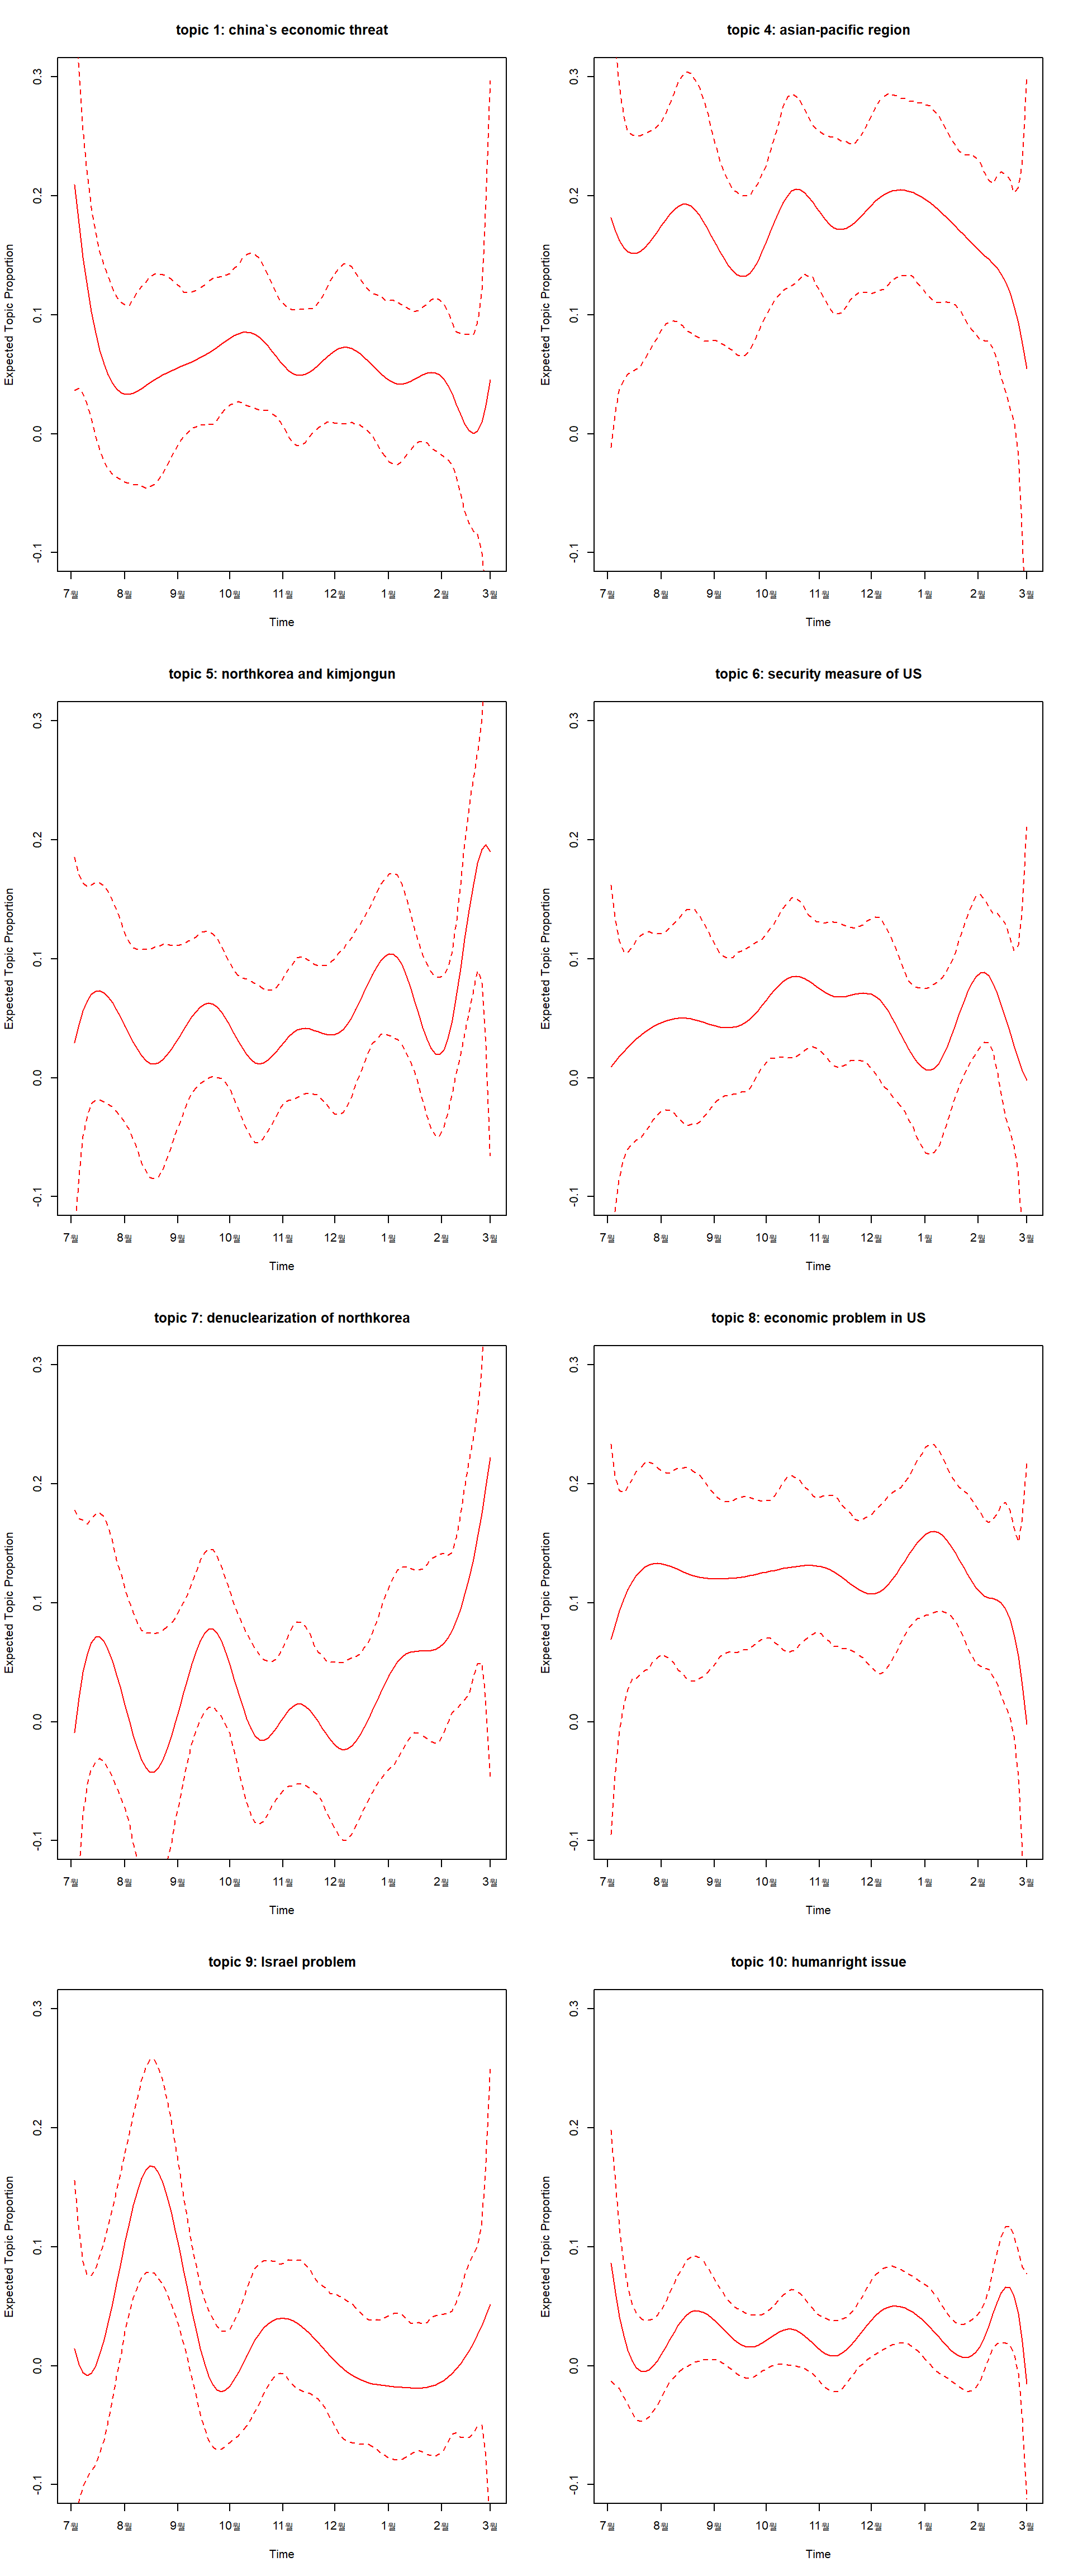 topic 1: china`s economic threat
Expected Topic Proportion
0.3
0.2
0.1
0.0
-0.1
7월 8월 9월 10월 11월 12월 1월 2월 3월
Time
topic 4: asian-pacific region
Expected Topic Proportion
0.3
0.2
0.1
0.0
-0.1
7월 8월 9월 10월 11월 12월 1월 2월 3월
Time
topic 5: northkorea and kimjongun
Expected Topic Proportion
0.3
0.2
0.1
0.0
-0.1
7월 8월 9월 10월 11월 12월 1월 2월 3월
Time
topic 6: security measure of US
Expected Topic Proportion
0.3
0.2
0.1
0.0
-0.1
7월 8월 9월 10월 11월 12월 1월 2월 3월
Time
topic 7: denuclearization of northkorea
Expected Topic Proportion
0.3
0.2
0.1
0.0
-0.1
7월 8월 9월 10월 11월 12월 1월 2월 3월
Time
topic 8: economic problem in US
Expected Topic Proportion
0.3
0.2
0.1
0.0
-0.1
7월 8월 9월 10월 11월 12월 1월 2월 3월
Time
topic 9: Israel problem
Expected Topic Proportion
0.3
0.2
0.1
0.0
-0.1
7월 8월 9월 10월 11월 12월 1월 2월 3월
Time
topic 10: humanright issue
Expected Topic Proportion
0.3
0.2
0.1
0.0
-0.1
7월 8월 9월 10월 11월 12월 1월 2월 3월
Time